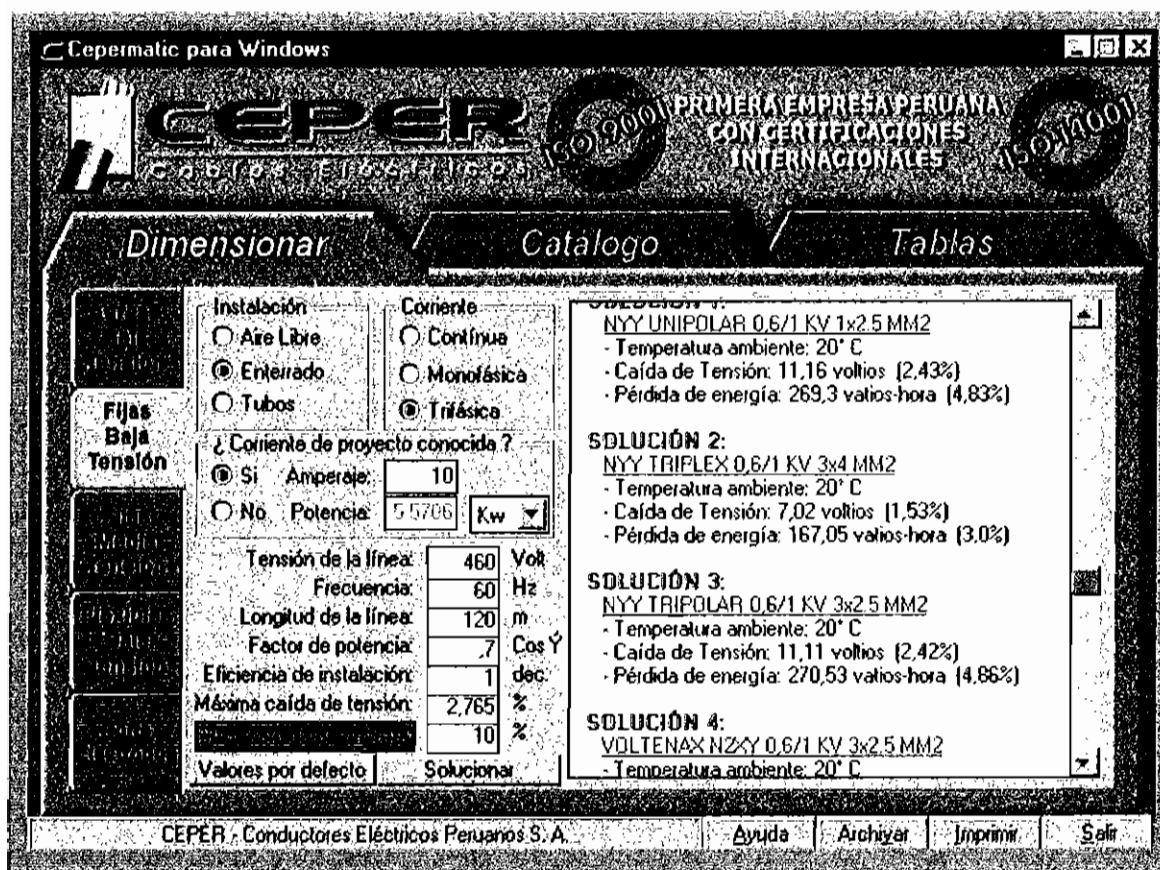 Cepermatic para Windows
CEPER
Cables Eléctricos
ISO 9001
PRIMERA EMPRESA PERUANA
CON CERTIFICACIONES
INTERNACIONALES
ISO 14001
Dimensionar
Catálogo
Tablas
Fijas
Baja
Tensión
Instalación
Aire Libre
Enterrado
Tubos
Corriente
Contínua
Monofásica
Trifásica
¿ Corriente de proyecto conocida ?
Si Amperaje: 10
No Potencia: 5.5706 Kw
Tensión de la línea: 460 Volt
Frecuencia: 60 Hz
Longitud de la línea: 120 m
Factor de potencia: ,7 Cos Ý
Eficiencia de instalación: 1 dec.
Máxima caída de tensión: 2,765 %
10 %
Valores por defecto
Solucionar
SOLUCIÓN 1:
NYY UNIPOLAR 0,6/1 KV 1x2.5 MM2
- Temperatura ambiente: 20° C
- Caída de Tensión: 11,16 voltios (2,43%)
- Pérdida de energía: 269,3 vatios-hora (4,83%)
SOLUCIÓN 2:
NYY TRIPLEX 0,6/1 KV 3x4 MM2
- Temperatura ambiente: 20° C
- Caída de Tensión: 7,02 voltios (1,53%)
- Pérdida de energía: 167,05 vatios-hora (3,0%)
SOLUCIÓN 3:
NYY TRIPOLAR 0,6/1 KV 3x2.5 MM2
- Temperatura ambiente: 20° C
- Caída de Tensión: 11,11 voltios (2,42%)
- Pérdida de energía: 270,53 vatios-hora (4,86%)
SOLUCIÓN 4:
VOLTENAX N2XY 0,6/1 KV 3x2.5 MM2
- Temperatura ambiente: 20° C
CEPER - Conductores Eléctricos Peruanos S. A.
Ayuda
Archivar
Imprimir
Salir